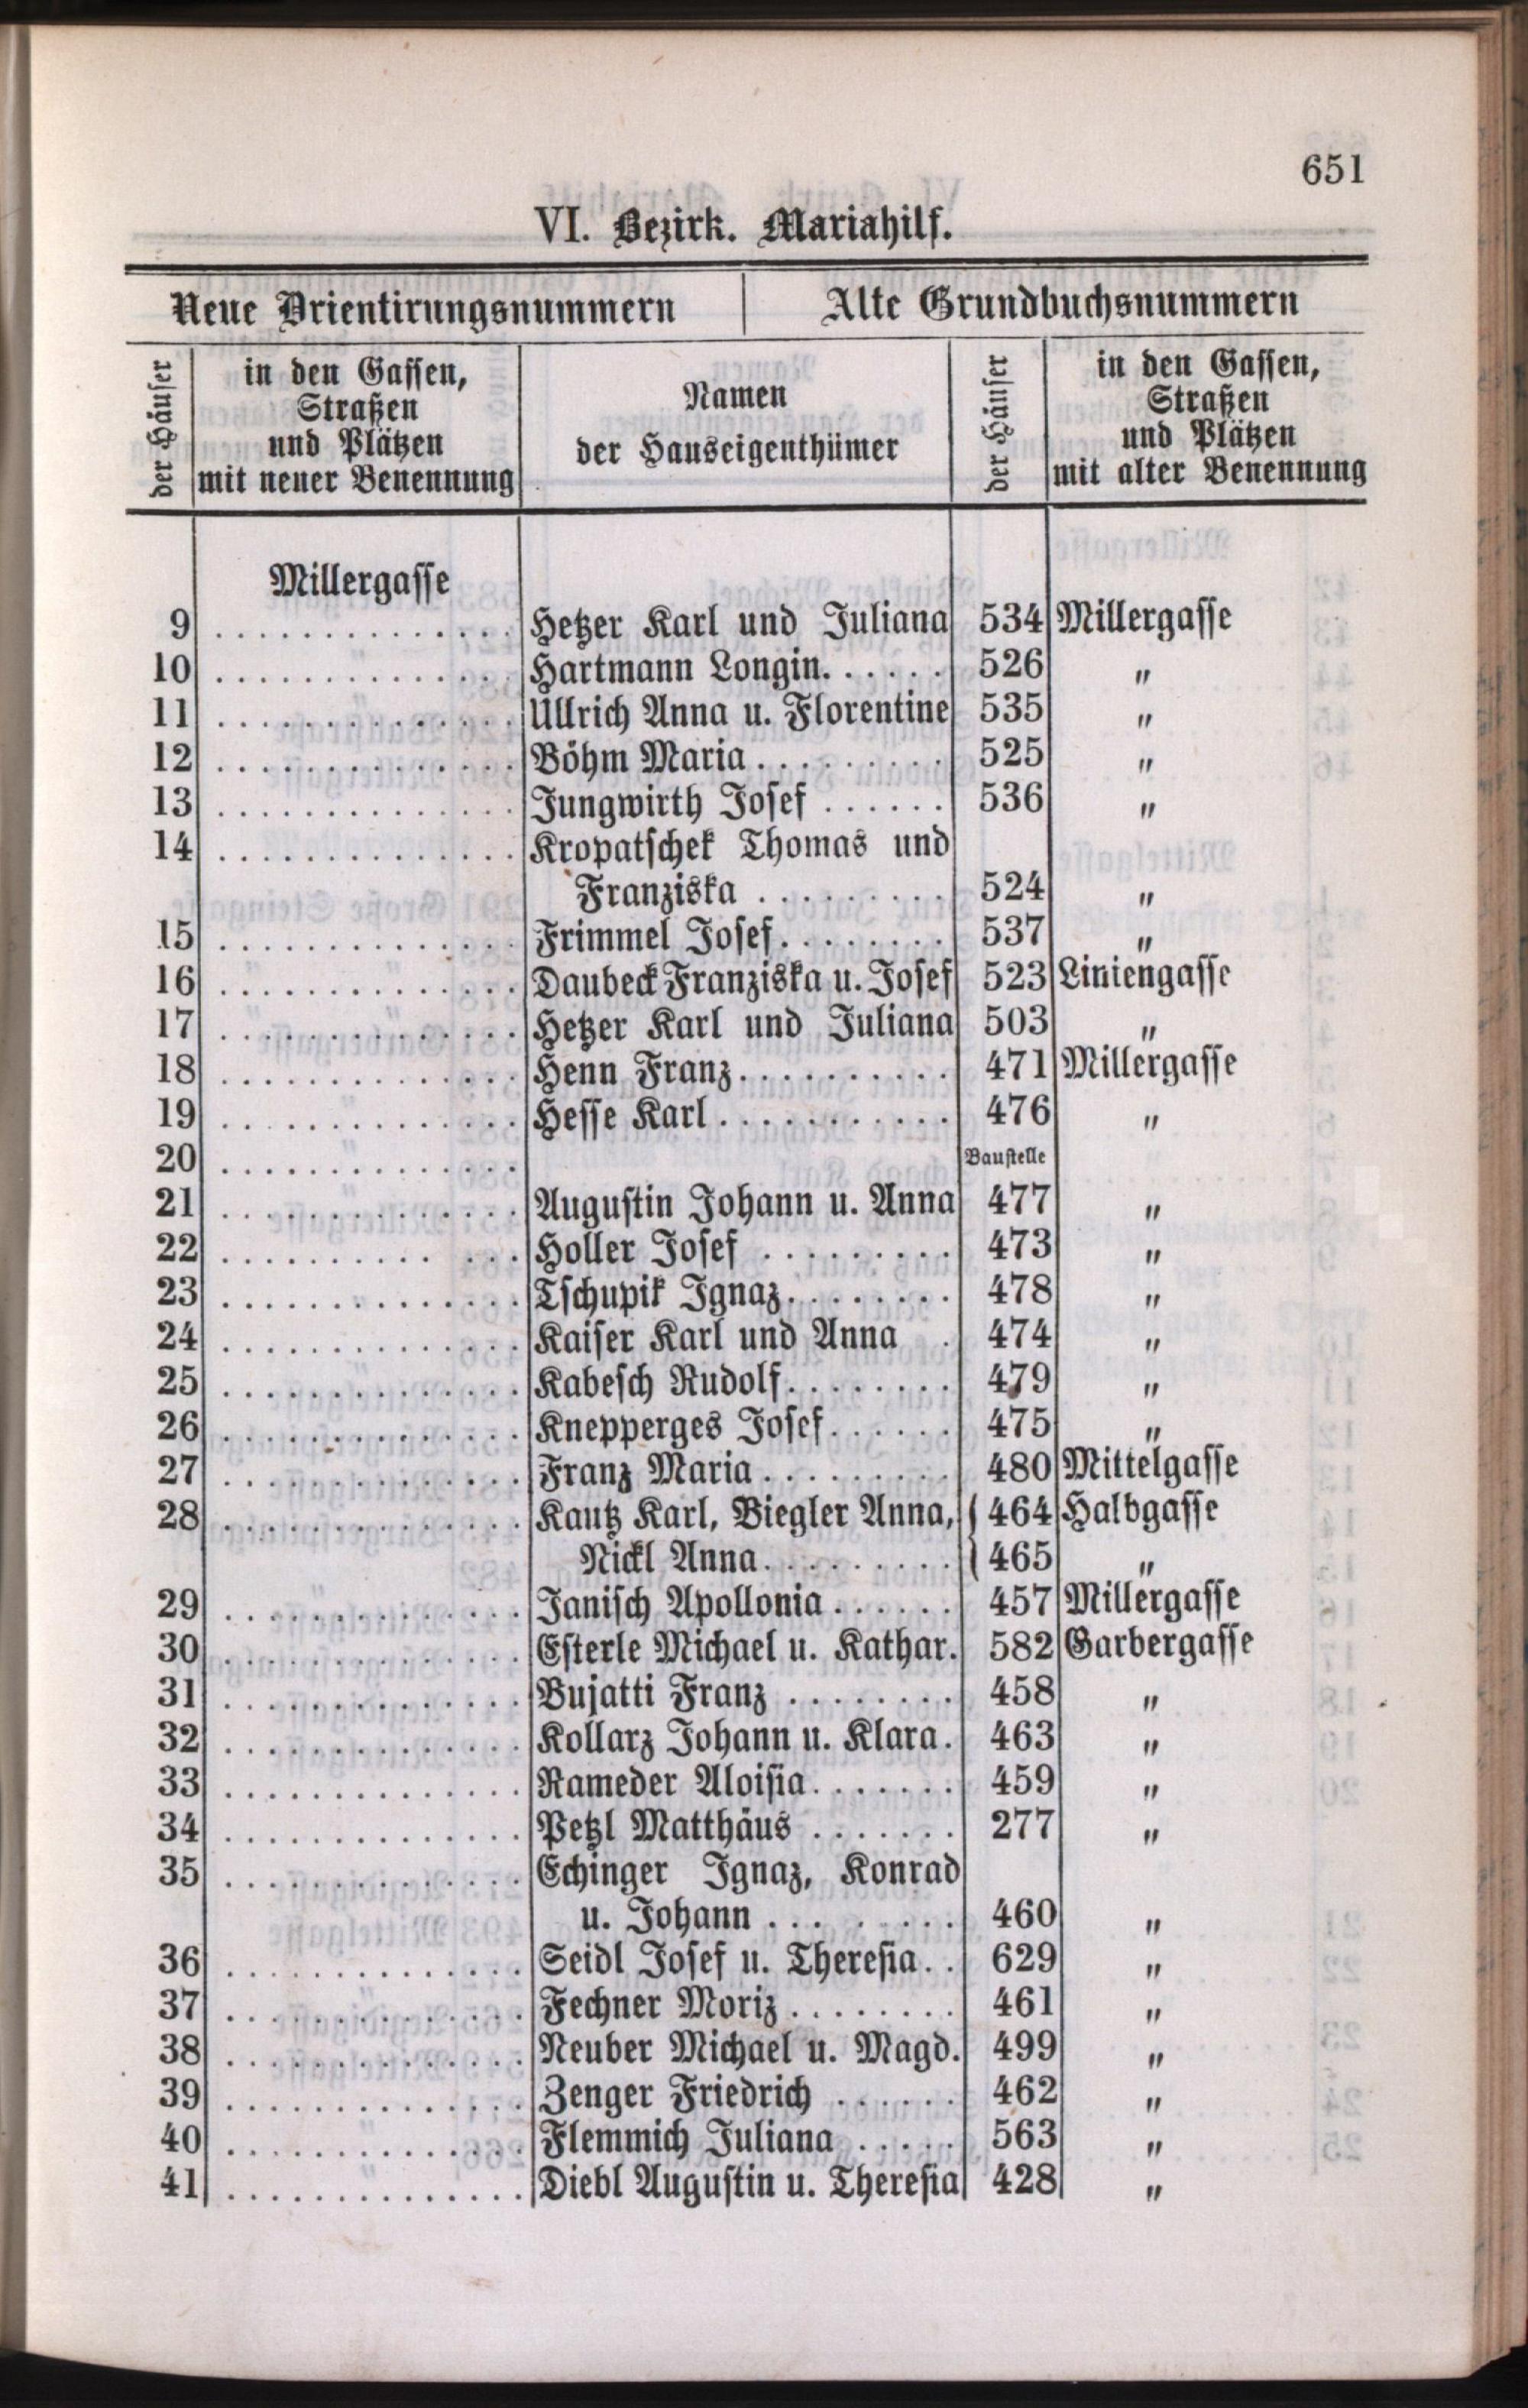 651
VI. Bezirk. Mariahilf.
Neue Orientirungsnummern Alte Grundbuchsnummern
der Häuser
in den Gassen,
Straßen
und Plätzen
mit neuer Benennung
Namen
der Hauseigenthümer
der Häuser
in den Gassen,
Straßen
und Plätzen
mit alter Benennung
Millergasse
9 .............. Hetzer Karl und Juliana 534 Millergasse
10 .............. Hartmann Longin...... 526 „
11 .............. Ullrich Anna u. Florentine 535 „
12 .............. Böhm Maria......... 525 „
13 .............. Jungwirth Josef ...... 536 „
14 .............. Kropatschek Thomas und
Franziska ......... 524 „
15 .............. Frimmel Josef........ 537 „
16 .............. Daubeck Franziska u. Josef 523 Liniengasse
17 .............. Hetzer Karl und Juliana 503 „
18 .............. Henn Franz.......... 471 Millergasse
19 .............. Hesse Karl........... 476 „
20 .............. Baustelle
21 .............. Augustin Johann u. Anna 477 „
22 .......... ... Holler Josef ......... 473 „
23 .............. Tschupik Ignaz........ 478 „
24 .............. Kaiser Karl und Anna . 474 „
25 .............. Kabesch Rudolf........ 479 „
26 .............. Knepperges Josef...... 475 „
27 .............. Franz Maria......... 480 Mittelgasse
28 .............. Kautz Karl, Biegler Anna, { 464 Halbgasse
Nickl Anna......... { 465 „
29 .............. Janisch Apollonia...... 457 Millergasse
30 .............. Esterle Michael u. Kathar. 582 Garbergasse
31 .............. Bujatti Franz ........ 458 „
32 .............. Kollarz Johann u. Klara. 463 „
33 .............. Rameder Aloisia....... 459 „
34 .............. Petzl Matthäus ....... 277 „
35 .............. Echinger Ignaz, Konrad
u. Johann ......... 460 „
36 .............. Seidl Josef u. Theresia.. 629 „
37 .............. Fechner Moriz ........ 461 „
38 .............. Neuber Michael u. Magd. 499 „
39 .............. Zenger Friedrich ...... 462 „
40 .............. Flemmich Juliana ..... 563 „
41 .............. Diebl Augustin u. Theresia 428 „